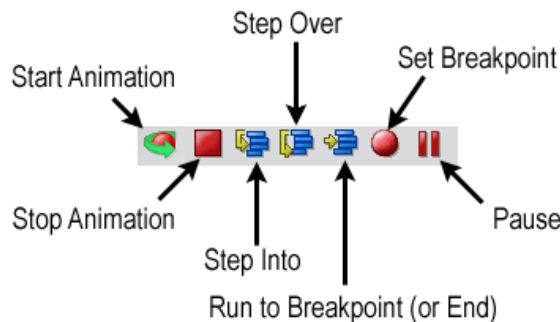 Step Over
Set Breakpoint
Start Animation
Stop Animation
Pause
Step Into
Run to Breakpoint (or End)